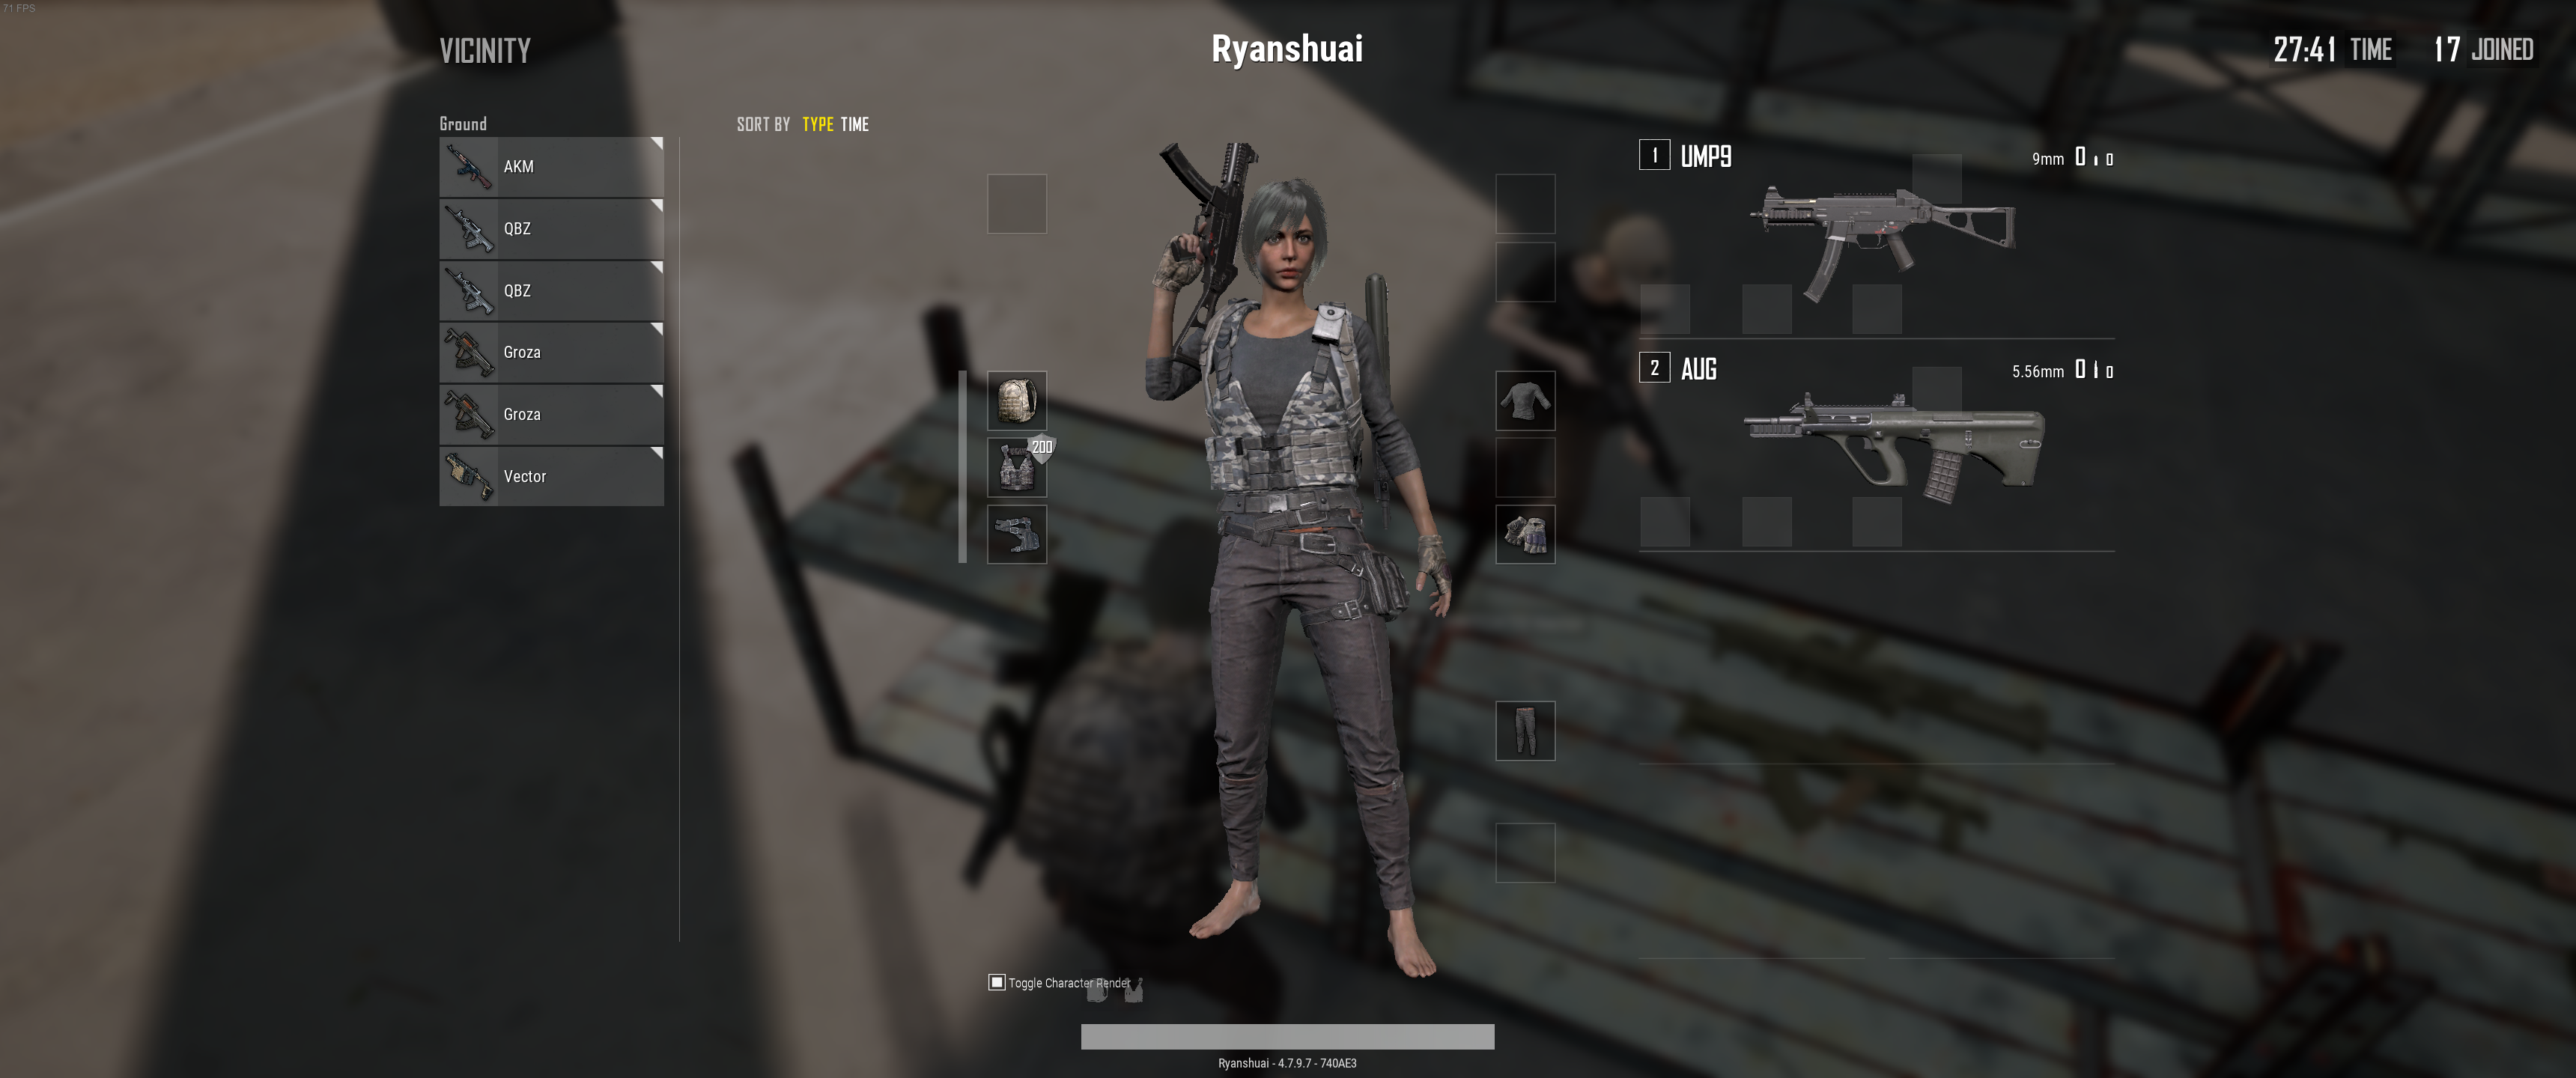 71 FPS
VICINITY
Ryanshuai
27:41 TIME 17 JOINED
Ground
SORT BY TYPE TIME
AKM
QBZ
QBZ
Groza
Groza
Vector
200
1 UMP9
9mm 0 0
2 AUG
5.56mm 0 0
Toggle Character Render
Ryanshuai - 4.7.9.7 - 740AE3